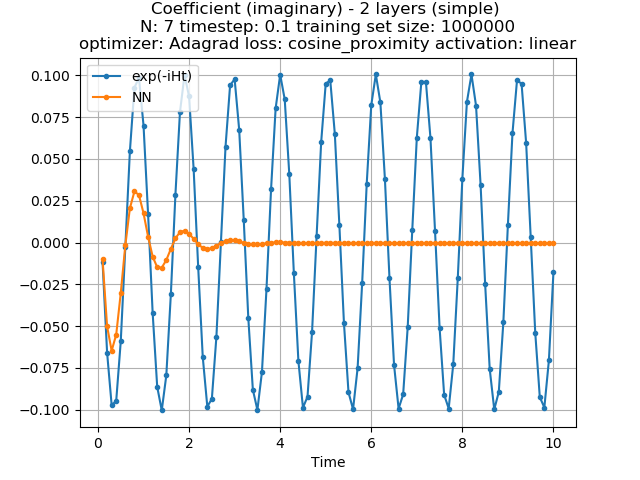 Coefficient (imaginary) - 2 layers (simple)
N: 7 timestep: 0.1 training set size: 1000000
optimizer: Adagrad loss: cosine_proximity activation: linear
exp(-iHt)
NN
0.100
0.075
0.050
0.025
0.000
−0.025
−0.050
−0.075
−0.100
0 2 4 6 8 10
Time